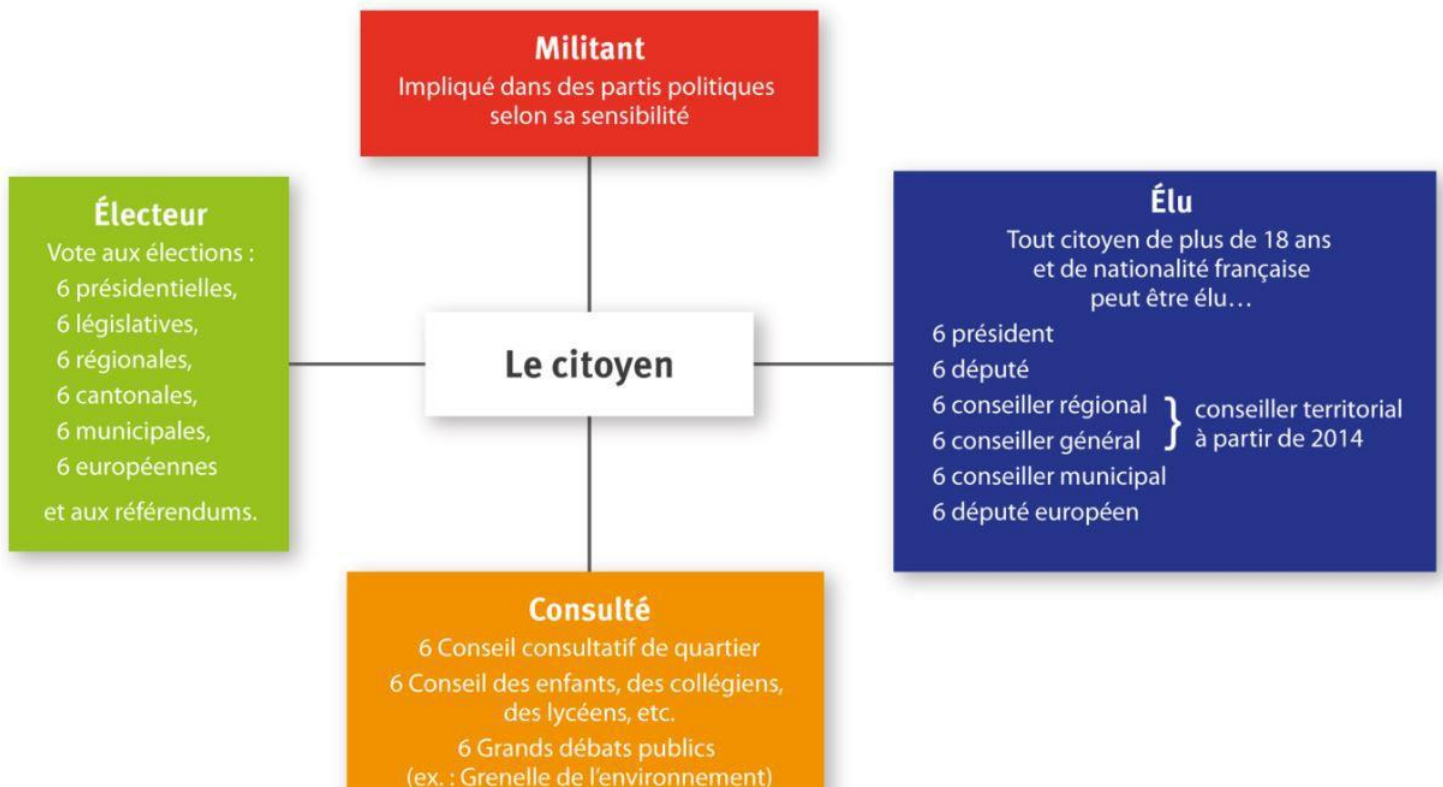 Militant
Impliqué dans des partis politiques
selon sa sensibilité
Électeur
Vote aux élections :
6 présidentielles,
6 législatives,
6 régionales,
6 cantonales,
6 municipales,
6 européennes
et aux référendums.
Le citoyen
Élu
Tout citoyen de plus de 18 ans
et de nationalité française
peut être élu…
6 président
6 député
6 conseiller régional
6 conseiller général
} conseiller territorial
à partir de 2014
6 conseiller municipal
6 député européen
Consulté
6 Conseil consultatif de quartier
6 Conseil des enfants, des collégiens,
des lycéens, etc.
6 Grands débats publics
(ex. : Grenelle de l’environnement)